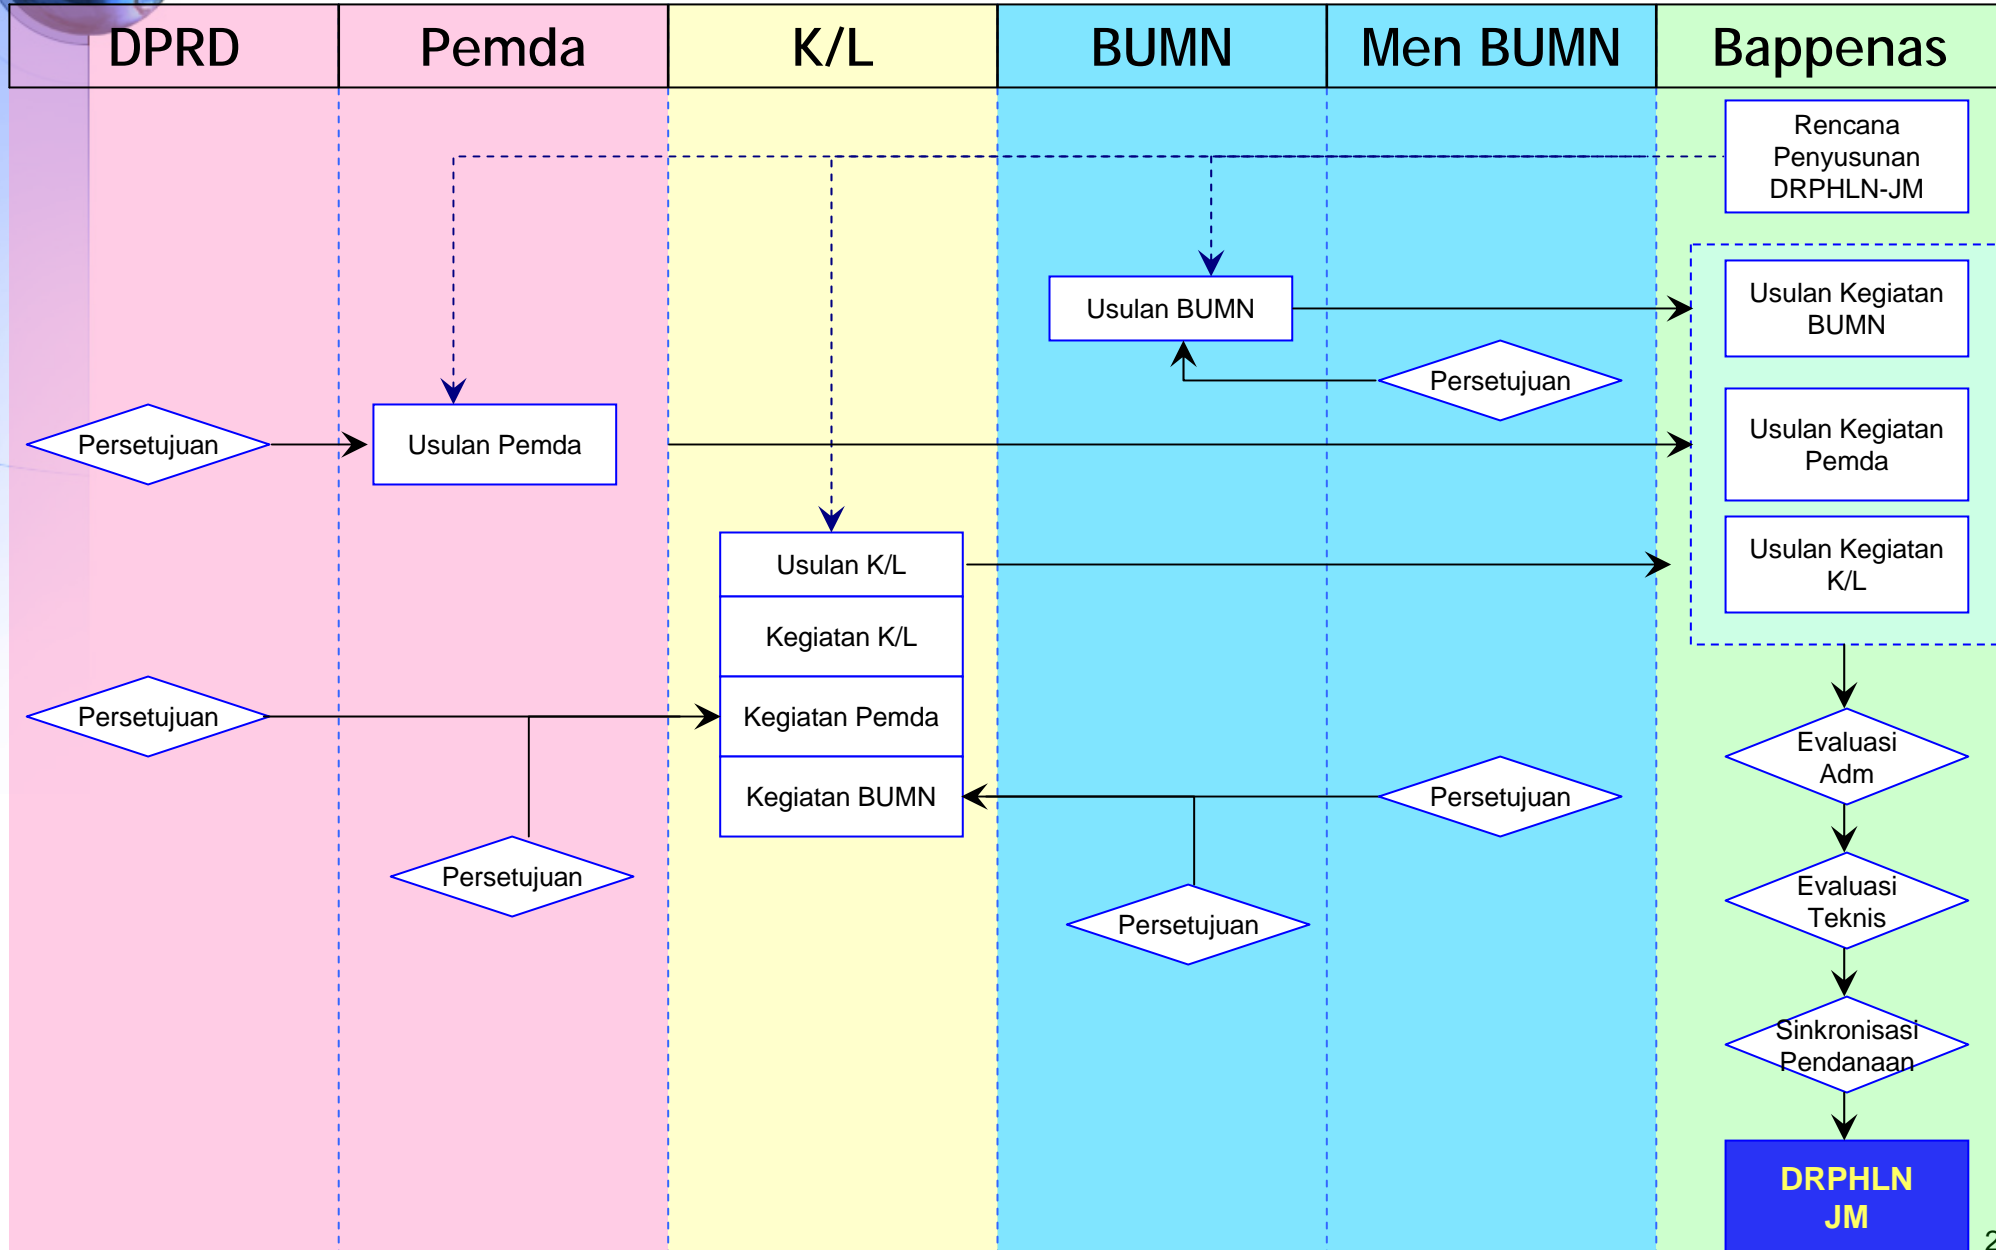 DPRD
Pemda
K/L
BUMN
Men BUMN
Bappenas
Rencana
Penyusunan
DRPHLN-JM
Usulan BUMN
Usulan Kegiatan
BUMN
Persetujuan
Persetujuan
Usulan Pemda
Usulan Kegiatan
Pemda
Usulan K/L
Usulan Kegiatan
K/L
Kegiatan K/L
Persetujuan
Kegiatan Pemda
Evaluasi
Adm
Kegiatan BUMN
Persetujuan
Persetujuan
Persetujuan
Evaluasi
Teknis
Sinkronisasi
Pendanaan
DRPHLN
JM
2